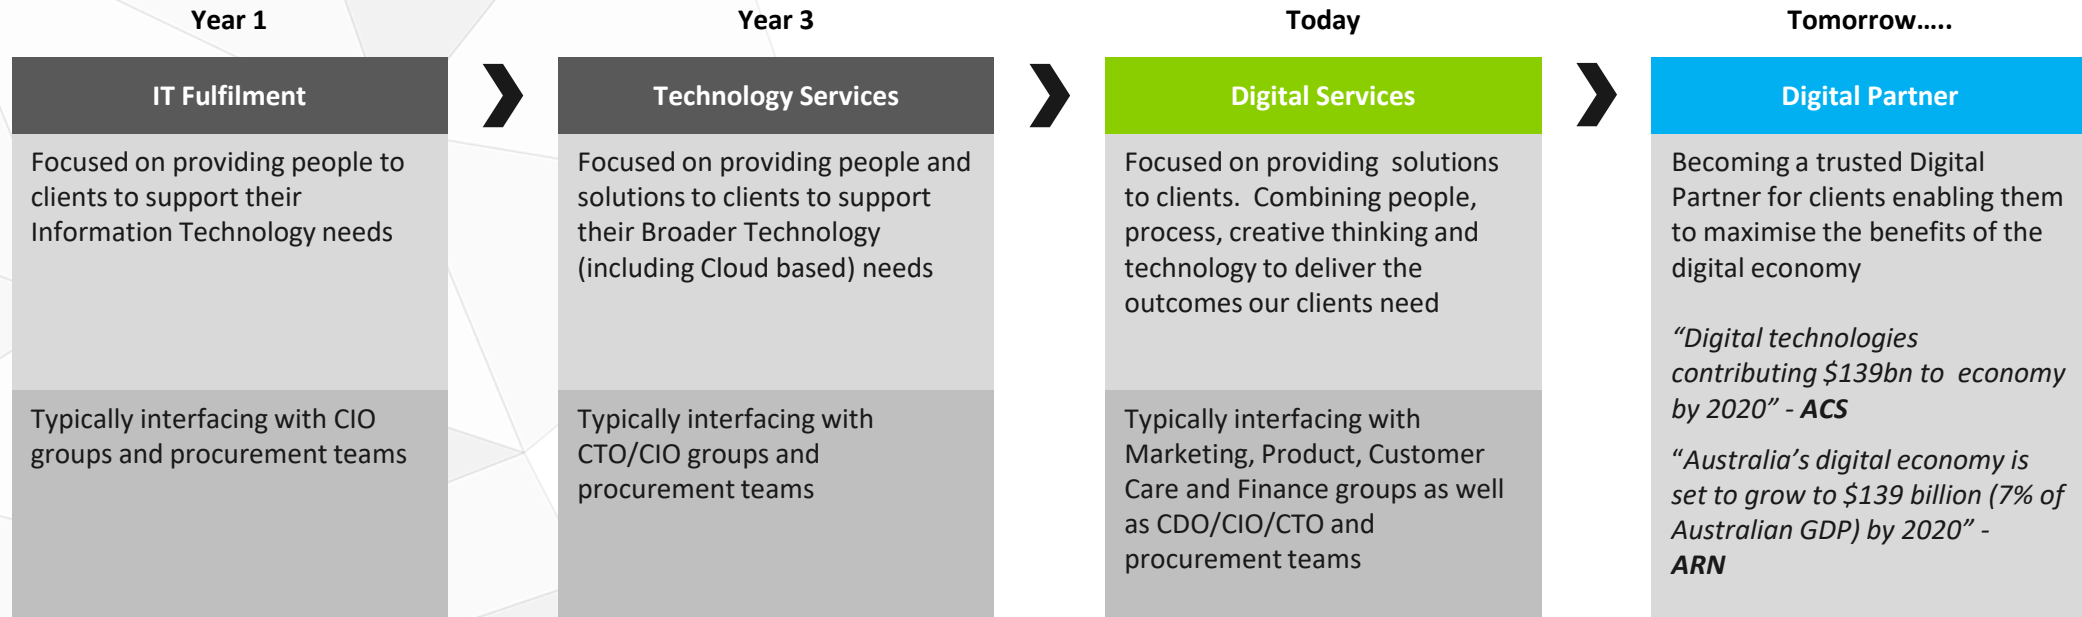 Year 1
IT Fulfilment
Focused on providing people to
clients to support their
Information Technology needs
Typically interfacing with CIO
groups and procurement teams
Year 3
Technology Services
Focused on providing people and
solutions to clients to support
their Broader Technology
(including Cloud based) needs
Typically interfacing with
CTO/CIO groups and
procurement teams
Today
Digital Services
Focused on providing  solutions
to clients.  Combining people,
process, creative thinking and
technology to deliver the
outcomes our clients need
Typically interfacing with
Marketing, Product, Customer
Care and Finance groups as well
as CDO/CIO/CTO and
procurement teams
Tomorrow…..
Digital Partner
Becoming a trusted Digital
Partner for clients enabling them
to maximise the benefits of the
digital economy
“Digital technologies
contributing $139bn to  economy
by 2020” - ACS
“Australia’s digital economy is
set to grow to $139 billion (7% of
Australian GDP) by 2020” -
ARN